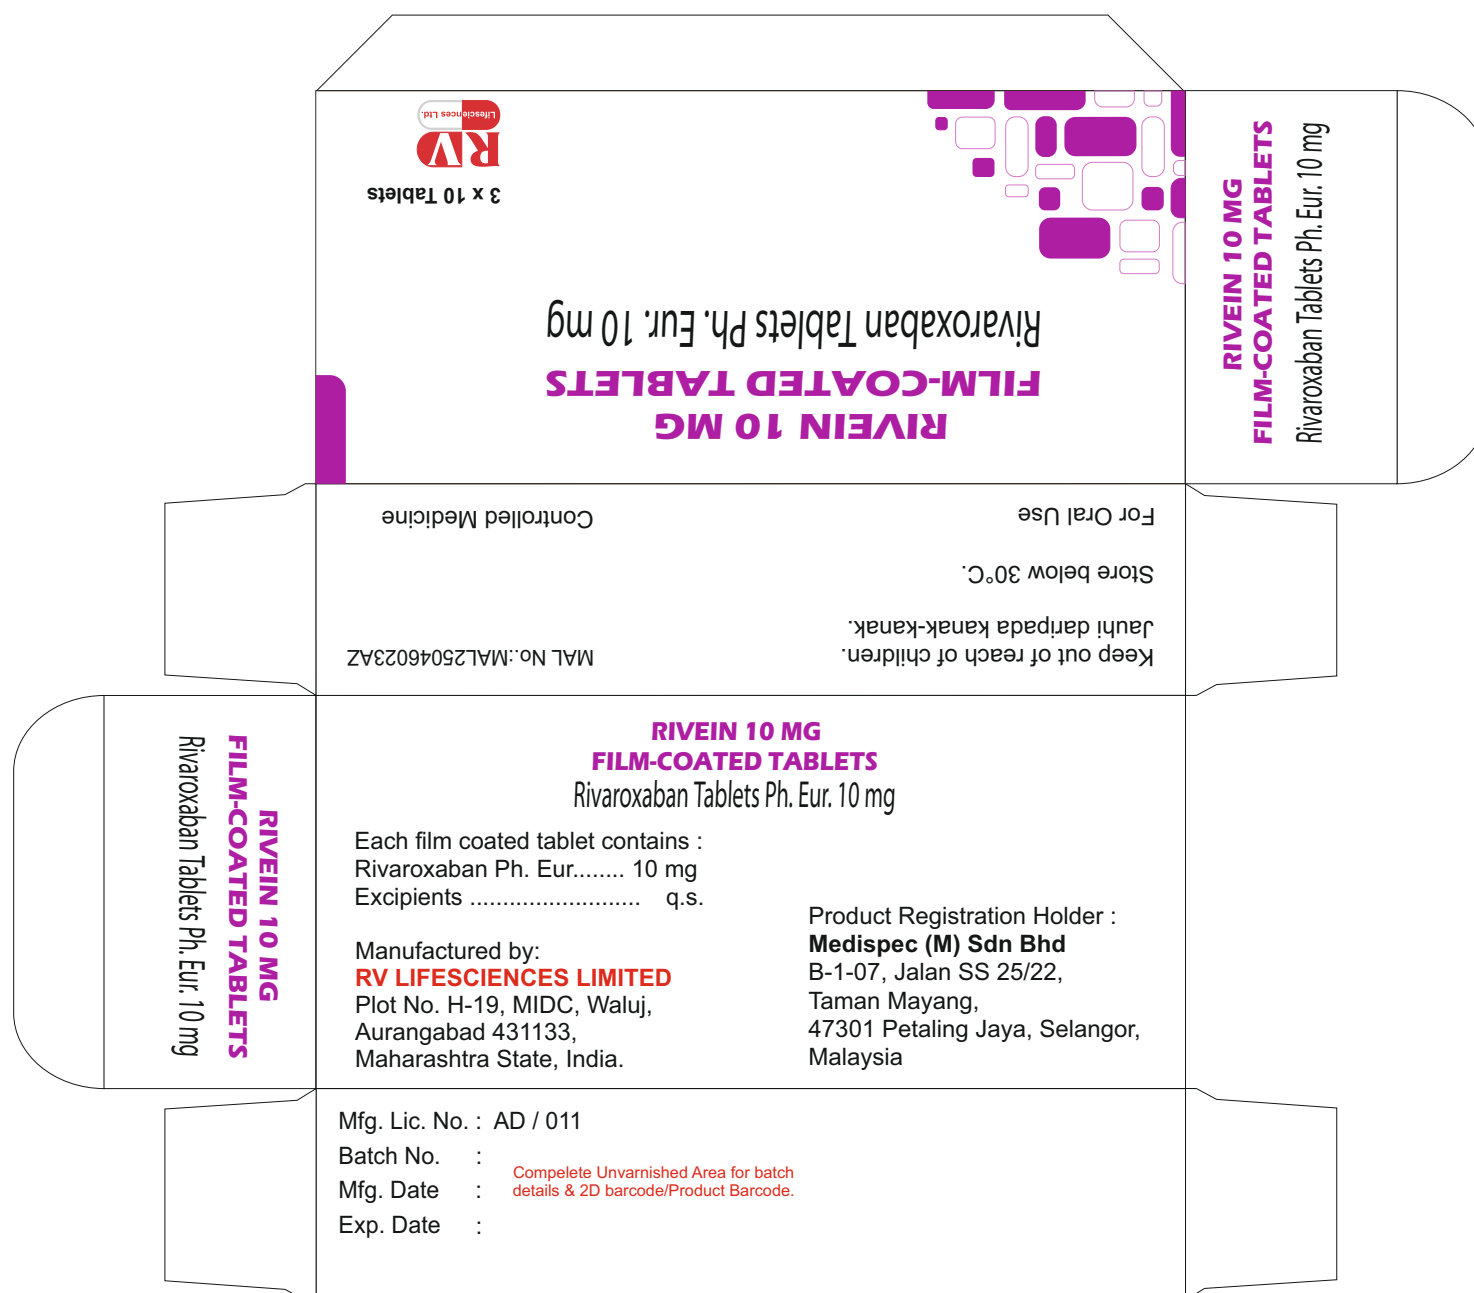 RV
Lifesciences Ltd.
3 x 10 Tablets
RIVEIN 10 MG
FILM-COATED TABLETS
Rivaroxaban Tablets Ph. Eur. 10 mg
RIVEIN 10 MG
FILM-COATED TABLETS
Rivaroxaban Tablets Ph. Eur. 10 mg
For Oral Use
Controlled Medicine
Store below 30°C.
Keep out of reach of children.
Jauhi daripada kanak-kanak.
MAL No.:MAL25046023AZ
RIVEIN 10 MG
FILM-COATED TABLETS
Rivaroxaban Tablets Ph. Eur. 10 mg
RIVEIN 10 MG
FILM-COATED TABLETS
Rivaroxaban Tablets Ph. Eur. 10 mg
Each film coated tablet contains :
Rivaroxaban Ph. Eur........ 10 mg
Excipients .......................... q.s.
Manufactured by:
RV LIFESCIENCES LIMITED
Plot No. H-19, MIDC, Waluj,
Aurangabad 431133,
Maharashtra State, India.
Product Registration Holder :
Medispec (M) Sdn Bhd
B-1-07, Jalan SS 25/22,
Taman Mayang,
47301 Petaling Jaya, Selangor,
Malaysia
Mfg. Lic. No. : AD / 011
Batch No. :
Mfg. Date :
Exp. Date :
Compelete Unvarnished Area for batch
details & 2D barcode/Product Barcode.